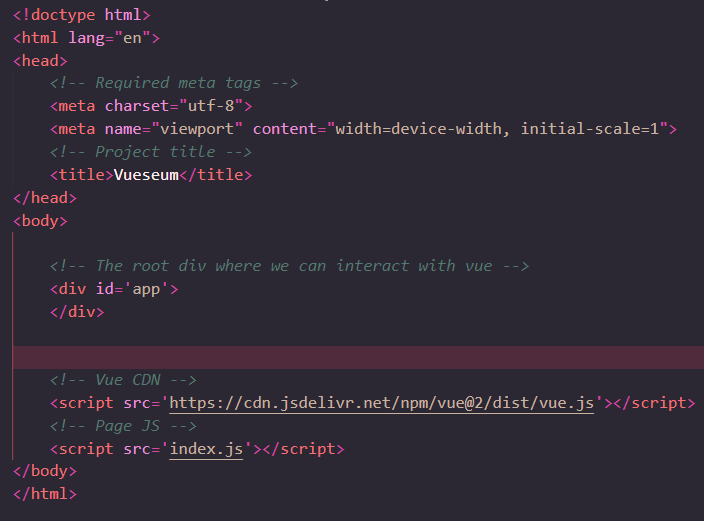 <!doctype html>
<html lang="en">
<head>
    <!-- Required meta tags -->
    <meta charset="utf-8">
    <meta name="viewport" content="width=device-width, initial-scale=1">
    <!-- Project title -->
    <title>Vueseum</title>
</head>
<body>
    <!-- The root div where we can interact with vue -->
    <div id='app'>
    </div>
    <!-- Vue CDN -->
    <script src='https://cdn.jsdelivr.net/npm/vue@2/dist/vue.js'></script>
    <!-- Page JS -->
    <script src='index.js'></script>
</body>
</html>